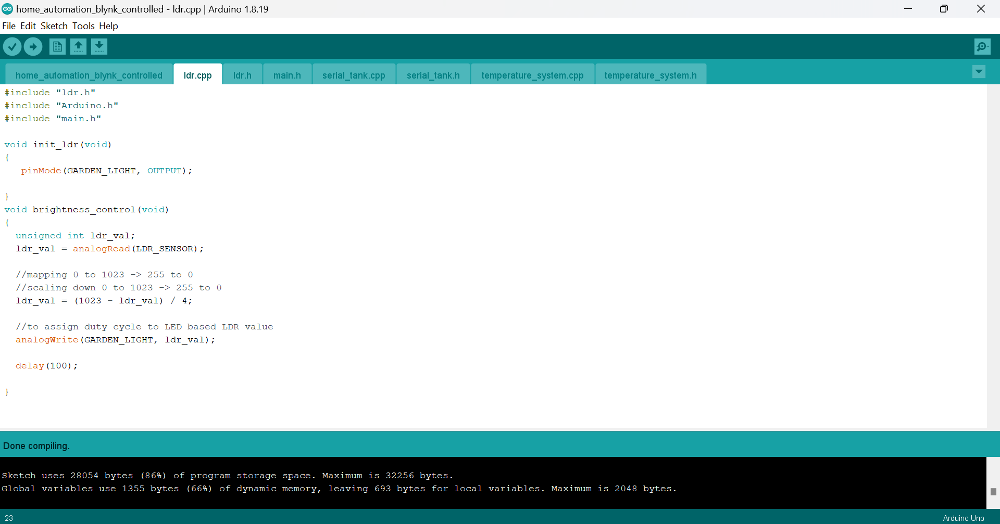 home_automation_blynk_controlled - ldr.cpp | Arduino 1.8.19
File Edit Sketch Tools Help
home_automation_blynk_controlled ldr.cpp ldr.h main.h serial_tank.cpp serial_tank.h temperature_system.cpp temperature_system.h
#include "ldr.h"
#include "Arduino.h"
#include "main.h"
void init_ldr(void)
{
pinMode(GARDEN_LIGHT, OUTPUT);
}
void brightness_control(void)
{
unsigned int ldr_val;
ldr_val = analogRead(LDR_SENSOR);
//mapping 0 to 1023 -> 255 to 0
//scaling down 0 to 1023 -> 255 to 0
ldr_val = (1023 - ldr_val) / 4;
//to assign duty cycle to LED based LDR value
analogWrite(GARDEN_LIGHT, ldr_val);
delay(100);
}
Done compiling.
Sketch uses 28054 bytes (86%) of program storage space. Maximum is 32256 bytes.
Global variables use 1355 bytes (66%) of dynamic memory, leaving 693 bytes for local variables. Maximum is 2048 bytes.
23 Arduino Uno